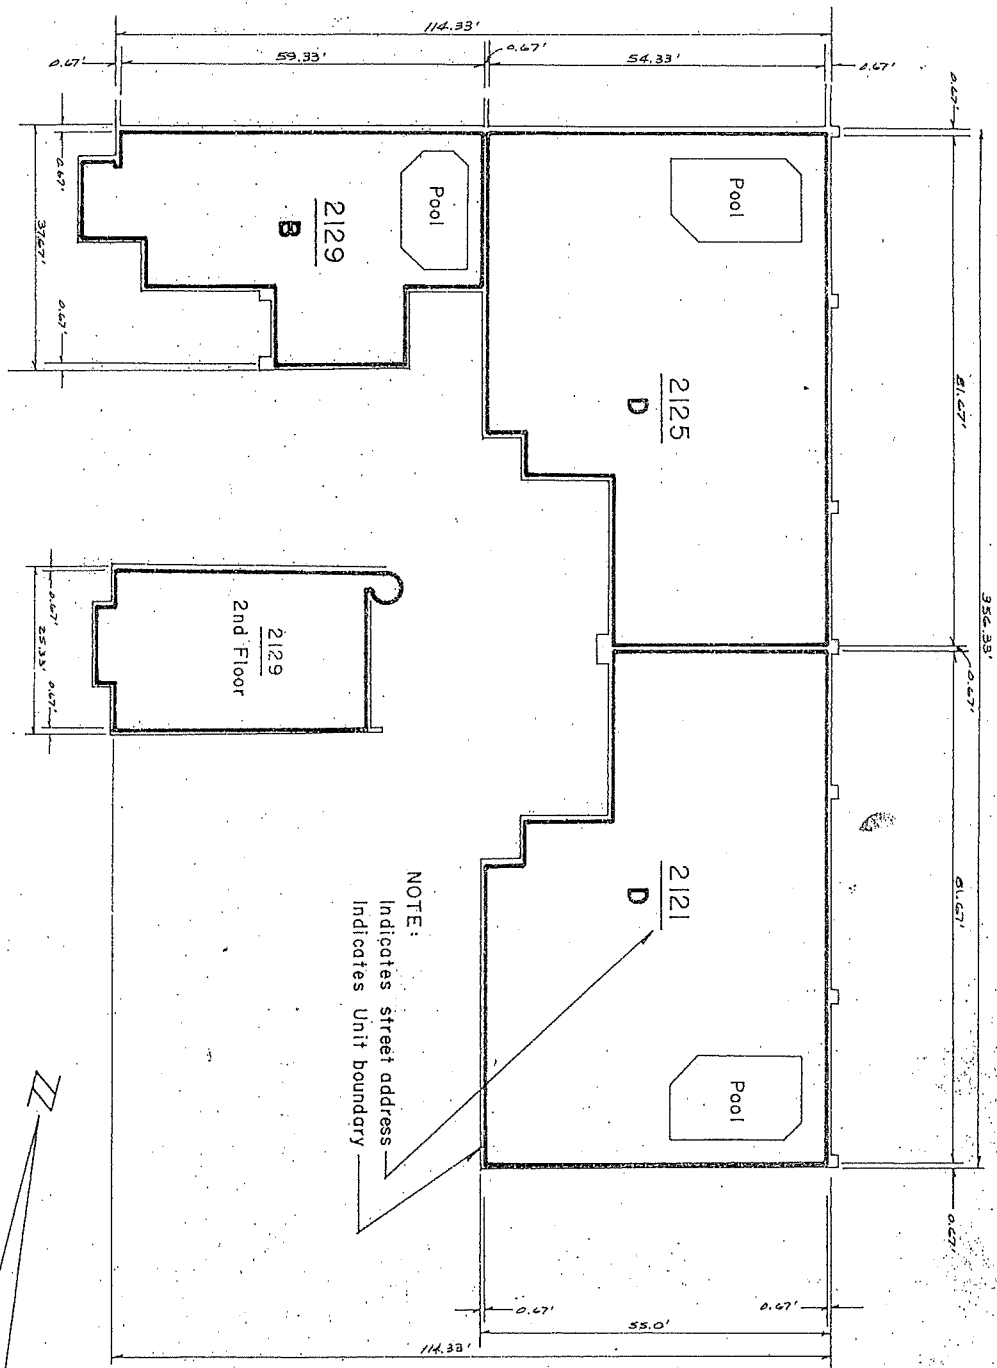 114.33'
0.67'
59.33'
0.67'
54.33'
0.67'
0.67'
0.67'
37.67'
0.67'
Pool
2129
B
Pool
2125
D
81.67'
356.33'
0.67'
81.67'
0.67'
2121
D
Pool
0.67'
25.33'
0.67'
2129
2nd Floor
NOTE:
Indicates street address
Indicates Unit boundary
0.67'
0.67'
55.0'
114.33'